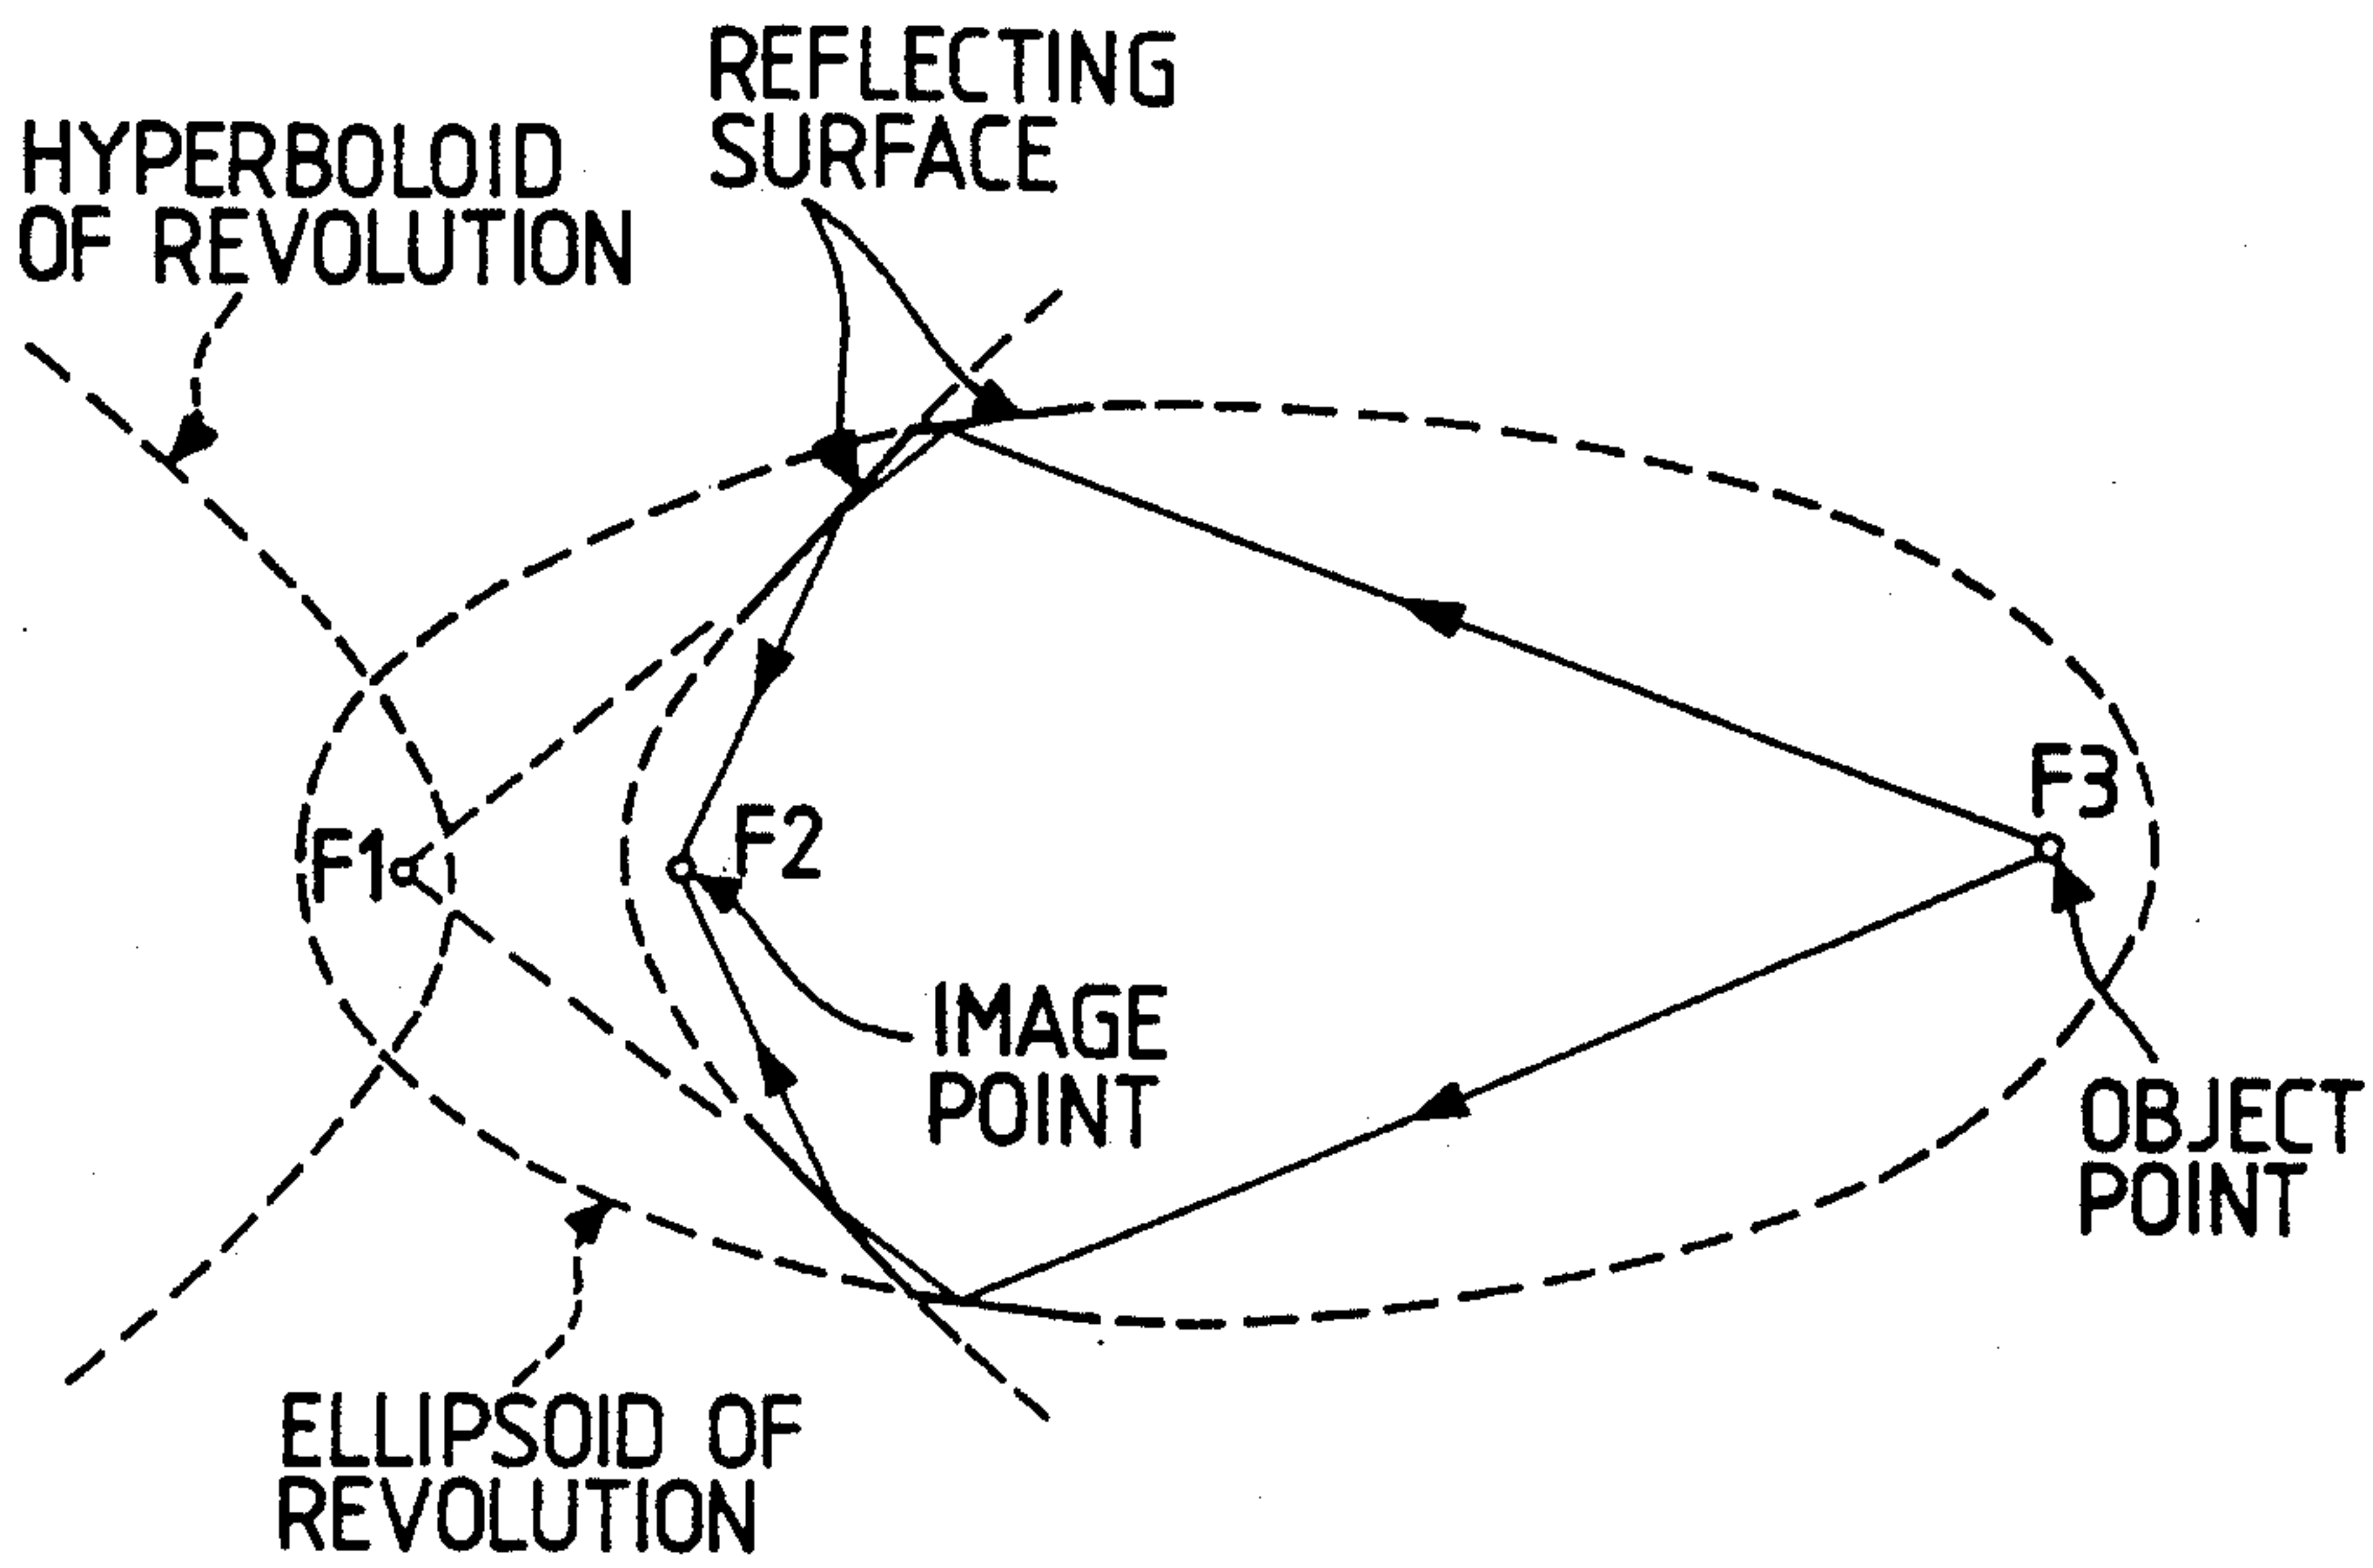 REFLECTING
SURFACE
HYPERBOLOID
OF REVOLUTION
F3
F2
F1
IMAGE
POINT
OBJECT
POINT
ELLIPSOID OF
REVOLUTION